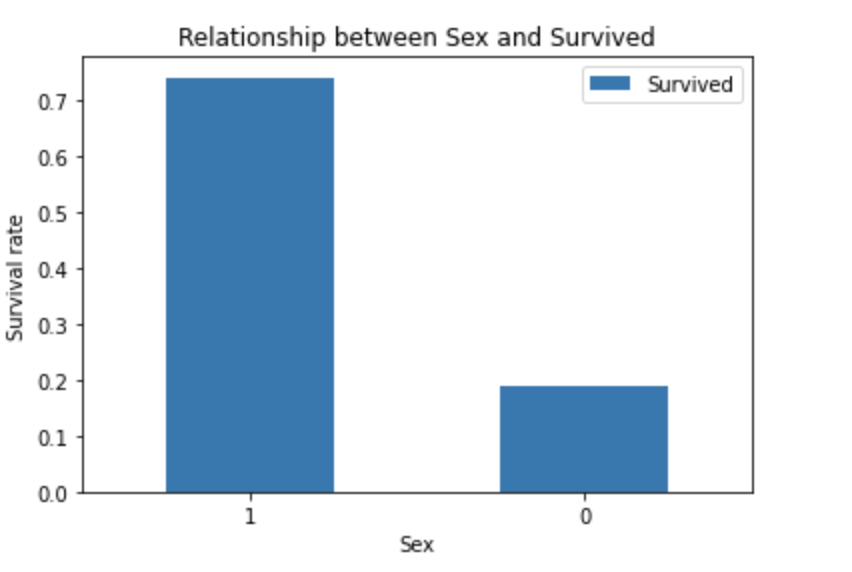 Relationship between Sex and Survived
Survived
0.7
0.6
0.5
0.4
0.3
0.2
0.1
0.0
Survival rate
1 0
Sex